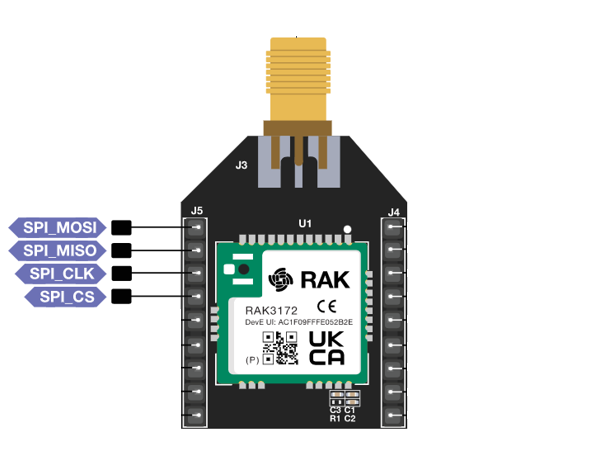 J3
J5
J4
U1
SPI_MOSI
SPI_MISO
SPI_CLK
SPI_CS
RAK
RAK3172
CE
DevE UI: AC1F09FFFE052B2E
UK
CA
(P)
C3 C1
R1 C2